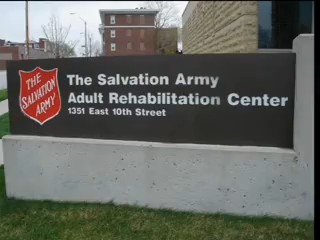 THE
SALVATION
ARMY
The Salvation Army
Adult Rehabilitation Center
1351 East 10th Street